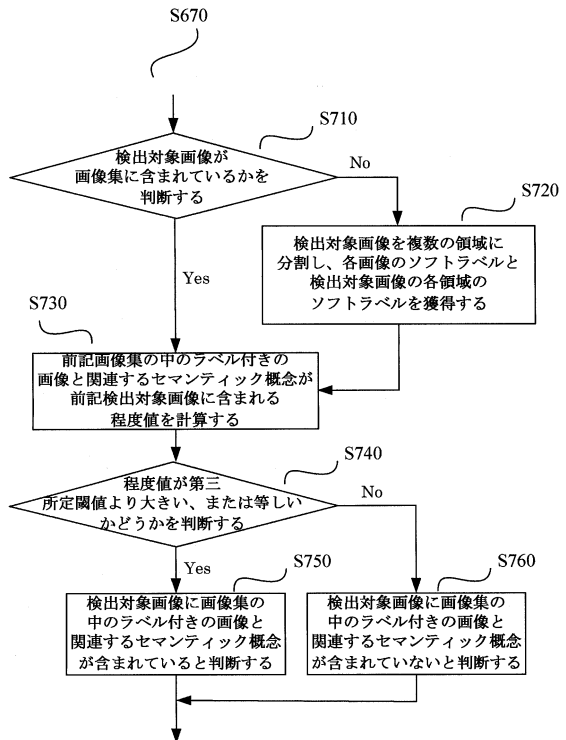 S670
S710
検出対象画像が
画像集に含まれているかを
判断する
No
S720
検出対象画像を複数の領域に
分割し、各画像のソフトラベルと
検出対象画像の各領域の
ソフトラベルを獲得する
Yes
S730
前記画像集の中のラベル付きの
画像と関連するセマンティック概念が
前記検出対象画像に含まれる
程度値を計算する
S740
程度値が第三
所定閾値より大きい、または等しい
かどうかを判断する
No
Yes
S750
検出対象画像に画像集の
中のラベル付きの画像と
関連するセマンティック概念
が含まれていると判断する
S760
検出対象画像に画像集の
中のラベル付きの画像と
関連するセマンティック概念
が含まれていないと判断する